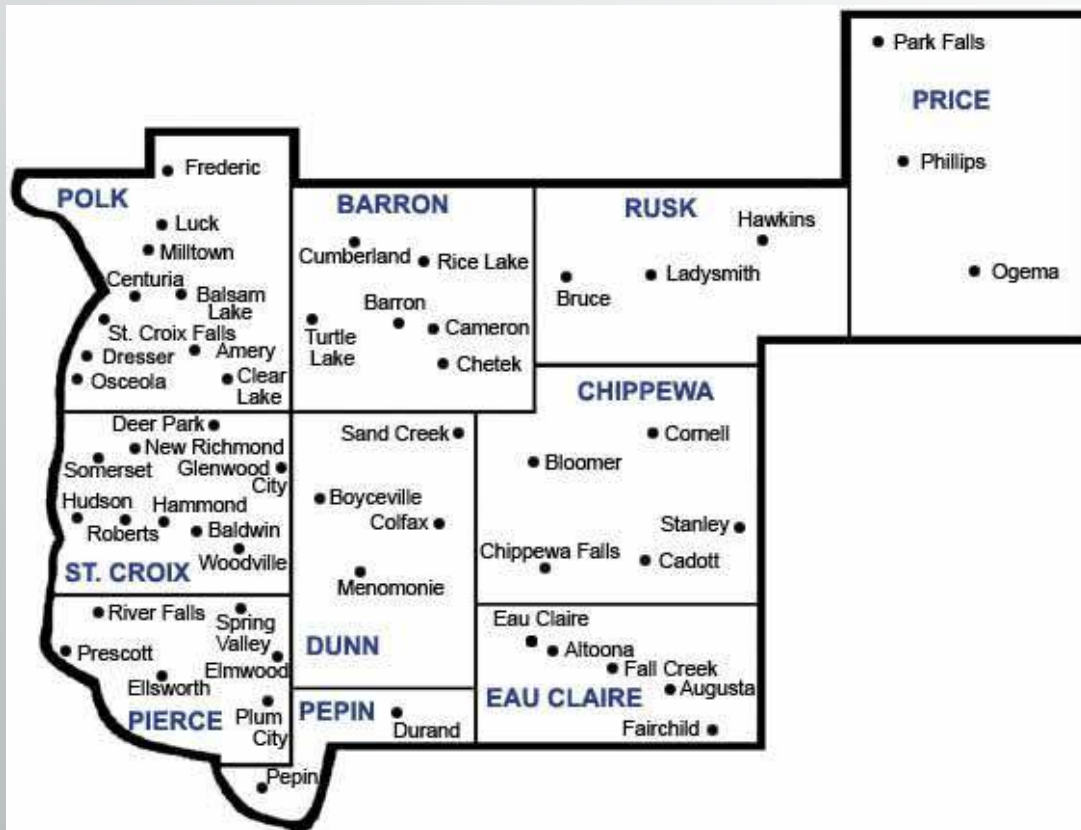 Park Falls
PRICE
Phillips
Ogema
Frederic
POLK
Luck
Milltown
Centuria
Balsam
Lake
St. Croix Falls
Dresser
Amery
Osceola
Clear
Lake
BARRON
Cumberland
Rice Lake
Barron
Turtle
Lake
Cameron
Chetek
RUSK
Hawkins
Ladysmith
Bruce
CHIPPEWA
Cornell
Bloomer
Stanley
Chippewa Falls
Cadott
Deer Park
New Richmond
Somerset
Glenwood
City
Hudson
Hammond
Roberts
Baldwin
Woodville
ST. CROIX
Sand Creek
Boyceville
Colfax
Menomonie
DUNN
River Falls
Spring
Valley
Prescott
Elmwood
Ellsworth
PIERCE
Plum
City
PEPIN
Durand
Pepin
Eau Claire
Altoona
Fall Creek
Augusta
EAU CLAIRE
Fairchild